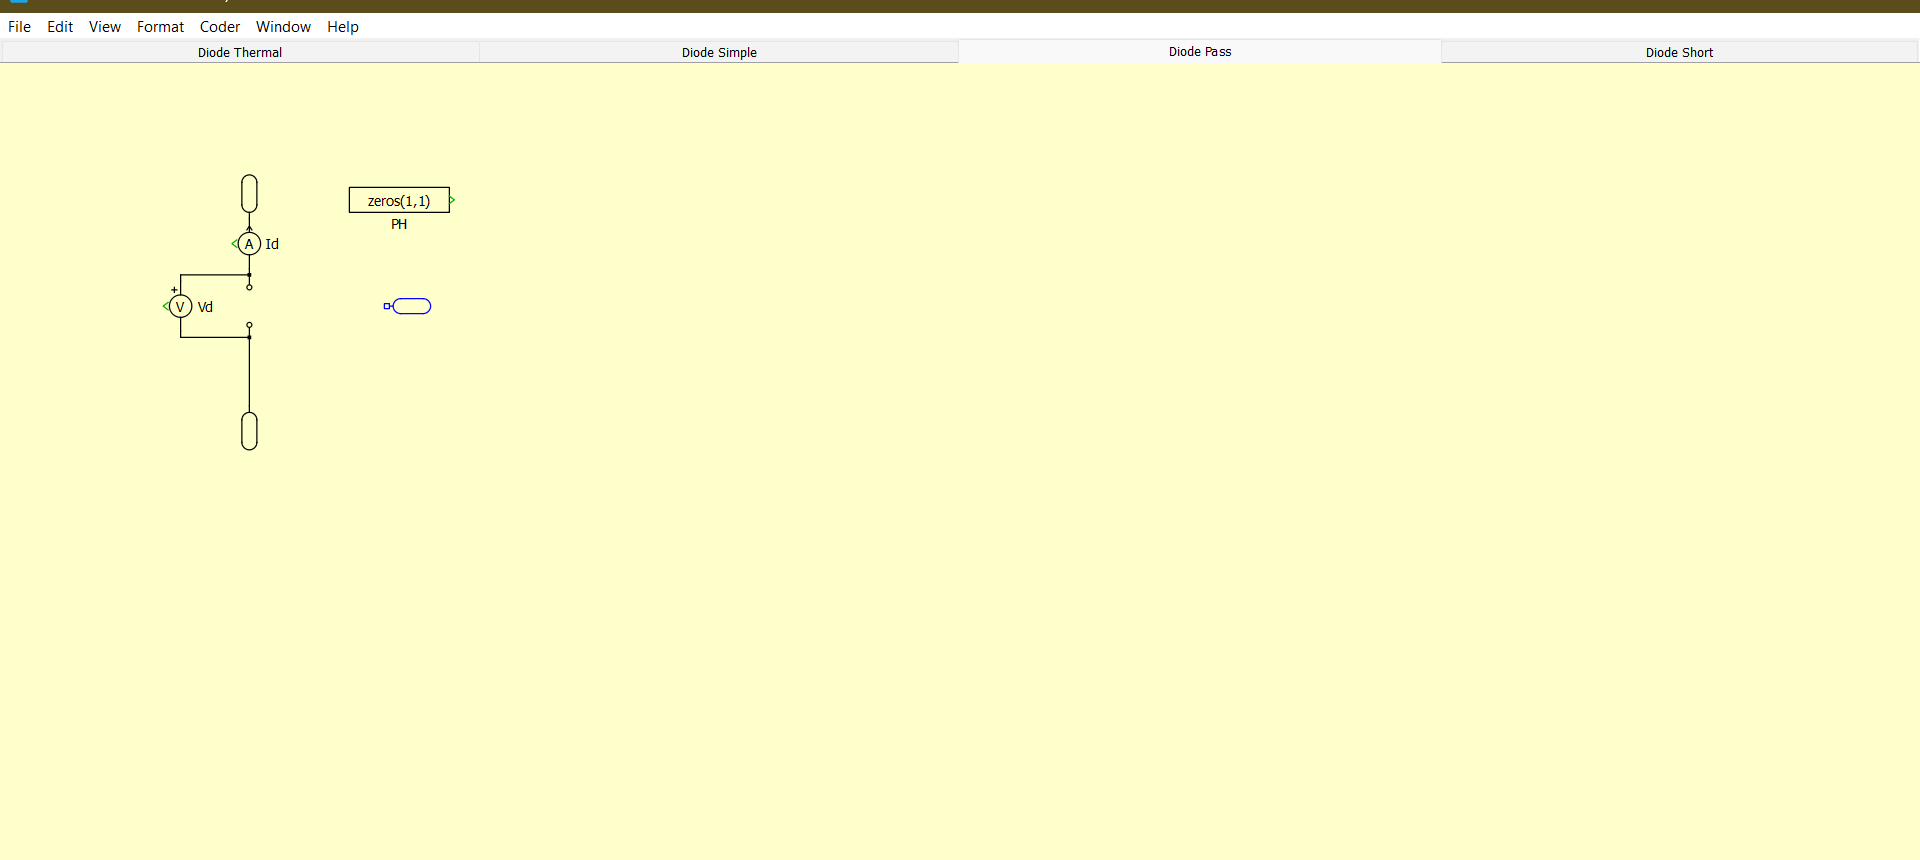 File Edit View Format Coder Window Help
Diode Thermal Diode Simple Diode Pass Diode Short
zeros(1,1)
PH
A Id
+
V Vd